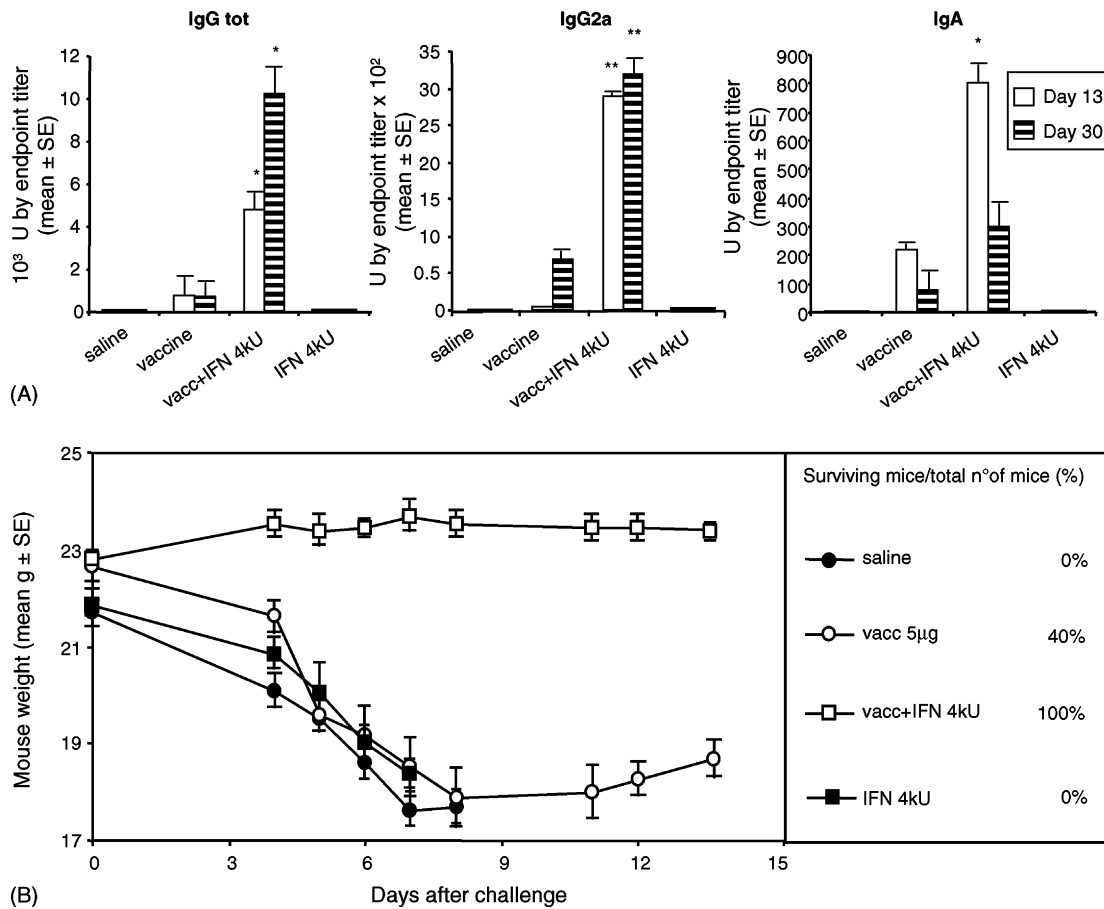 IgG tot
10³ U by endpoint titer
(mean ± SE)
12
10
8
6
4
2
0
*
*
saline
vaccine
vacc+IFN 4kU
IFN 4kU
IgG2a
U by endpoint titer x 10²
(mean ± SE)
35
30
25
20
15
10
0.5
0
**
**
saline
vaccine
vacc+IFN 4kU
IFN 4kU
IgA
U by endpoint titer
(mean ± SE)
900
800
700
600
500
400
300
200
100
0
*
saline
vaccine
vacc+IFN 4kU
IFN 4kU
Day 13
Day 30
(A)
Mouse weight (mean g ± SE)
25
23
21
19
17
0
3
6
9
12
15
Days after challenge
Surviving mice/total n°of mice (%)
saline 0%
vacc 5μg 40%
vacc+IFN 4kU 100%
IFN 4kU 0%
(B)